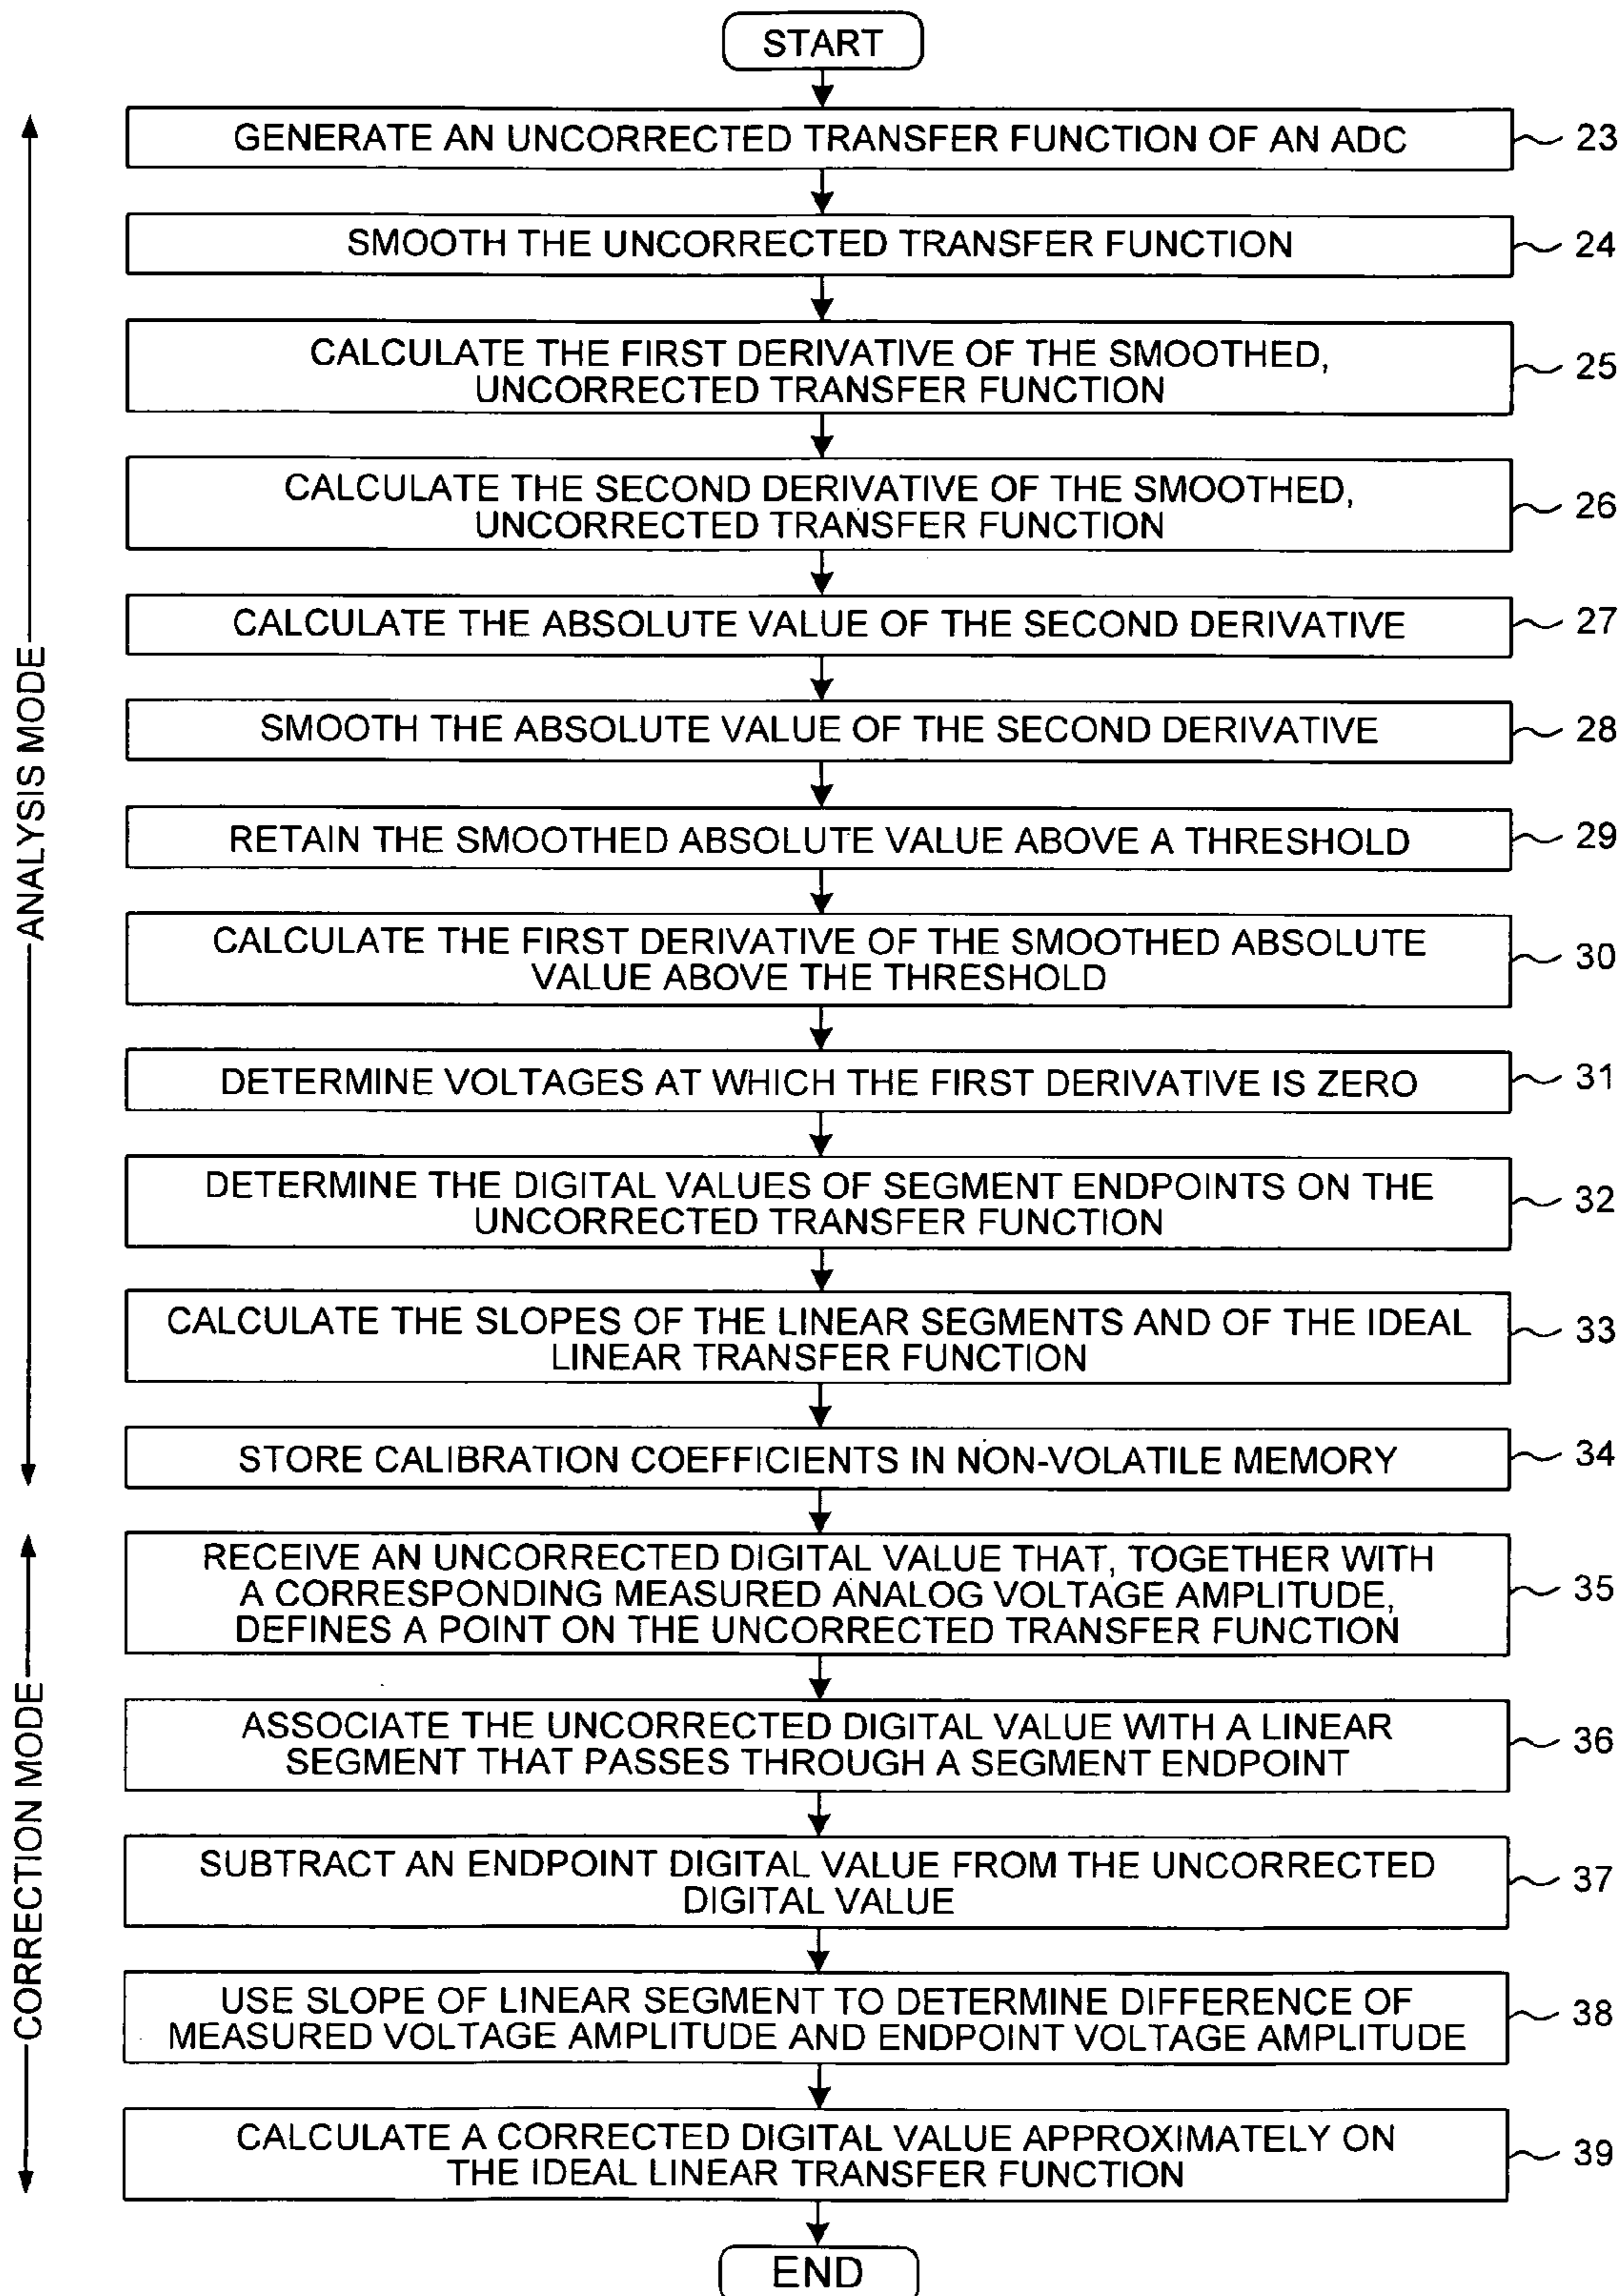 START
GENERATE AN UNCORRECTED TRANSFER FUNCTION OF AN ADC
23
SMOOTH THE UNCORRECTED TRANSFER FUNCTION
24
CALCULATE THE FIRST DERIVATIVE OF THE SMOOTHED,
UNCORRECTED TRANSFER FUNCTION
25
CALCULATE THE SECOND DERIVATIVE OF THE SMOOTHED,
UNCORRECTED TRANSFER FUNCTION
26
CALCULATE THE ABSOLUTE VALUE OF THE SECOND DERIVATIVE
27
SMOOTH THE ABSOLUTE VALUE OF THE SECOND DERIVATIVE
28
RETAIN THE SMOOTHED ABSOLUTE VALUE ABOVE A THRESHOLD
29
CALCULATE THE FIRST DERIVATIVE OF THE SMOOTHED ABSOLUTE
VALUE ABOVE THE THRESHOLD
30
DETERMINE VOLTAGES AT WHICH THE FIRST DERIVATIVE IS ZERO
31
DETERMINE THE DIGITAL VALUES OF SEGMENT ENDPOINTS ON THE
UNCORRECTED TRANSFER FUNCTION
32
CALCULATE THE SLOPES OF THE LINEAR SEGMENTS AND OF THE IDEAL
LINEAR TRANSFER FUNCTION
33
STORE CALIBRATION COEFFICIENTS IN NON-VOLATILE MEMORY
34
ANALYSIS MODE
RECEIVE AN UNCORRECTED DIGITAL VALUE THAT, TOGETHER WITH
A CORRESPONDING MEASURED ANALOG VOLTAGE AMPLITUDE,
DEFINES A POINT ON THE UNCORRECTED TRANSFER FUNCTION
35
ASSOCIATE THE UNCORRECTED DIGITAL VALUE WITH A LINEAR
SEGMENT THAT PASSES THROUGH A SEGMENT ENDPOINT
36
SUBTRACT AN ENDPOINT DIGITAL VALUE FROM THE UNCORRECTED
DIGITAL VALUE
37
USE SLOPE OF LINEAR SEGMENT TO DETERMINE DIFFERENCE OF
MEASURED VOLTAGE AMPLITUDE AND ENDPOINT VOLTAGE AMPLITUDE
38
CALCULATE A CORRECTED DIGITAL VALUE APPROXIMATELY ON
THE IDEAL LINEAR TRANSFER FUNCTION
39
CORRECTION MODE
END